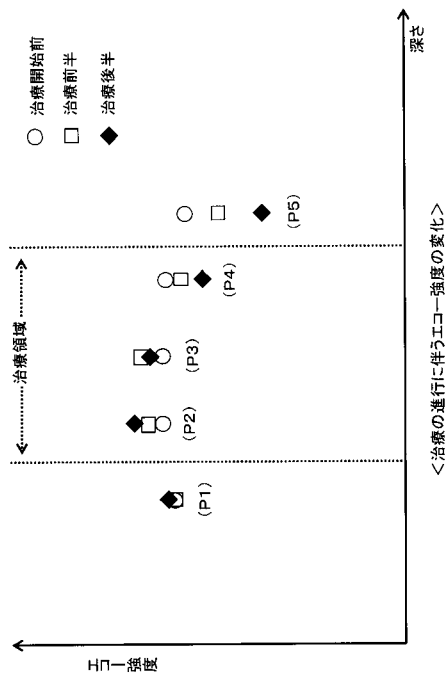 エコー強度
治療領域
○ 治療開始前
□ 治療前半
◆ 治療後半
(P1)
(P2)
(P3)
(P4)
(P5)
深さ
<治療の進行に伴うエコー強度の変化>